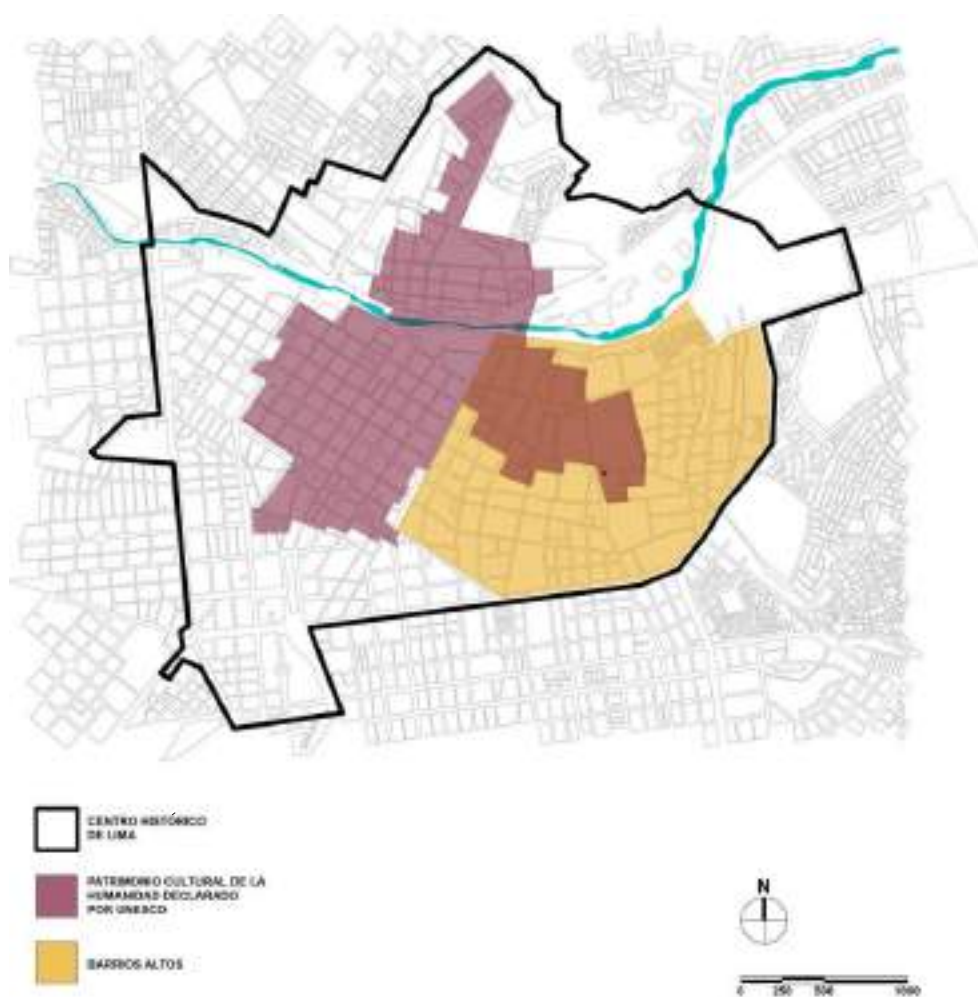 CENTRO HISTÓRICO
DE LIMA
PATRIMONIO CULTURAL DE LA
HUMANIDAD DECLARADO
POR UNESCO
BARRIOS ALTOS
N
0 250 500 1000